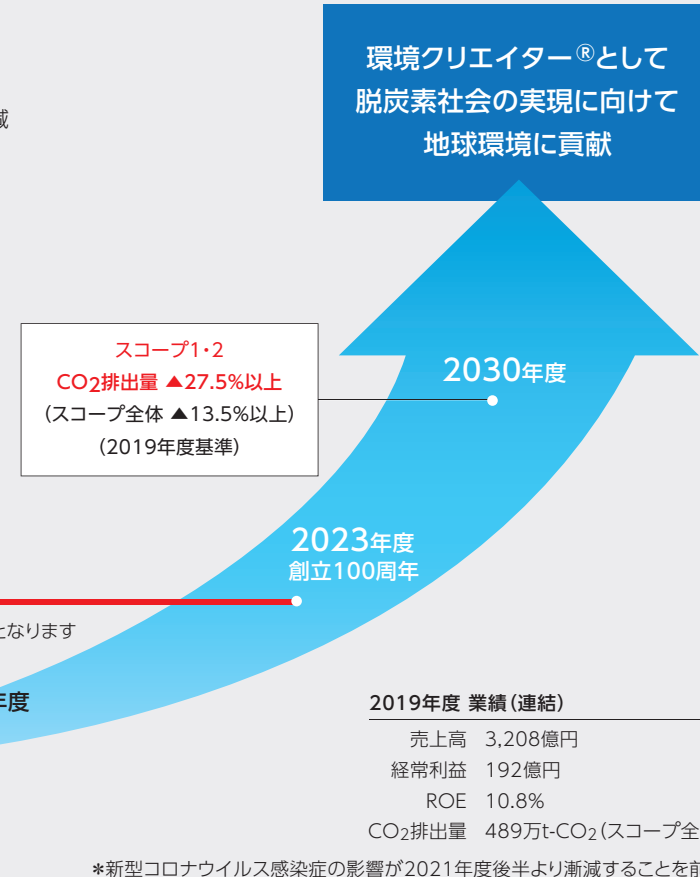 環境クリエイター®として
脱炭素社会の実現に向けて
地球環境に貢献
減
スコープ1・2
CO2排出量 ▲27.5%以上
(スコープ全体 ▲13.5%以上)
(2019年度基準)
2030年度
2023年度
創立100周年
となります
年度
2019年度 業績(連結)
売上高 3,208億円
経常利益 192億円
ROE 10.8%
CO2排出量 489万t-CO2(スコープ全
*新型コロナウイルス感染症の影響が2021年度後半より漸減することを前